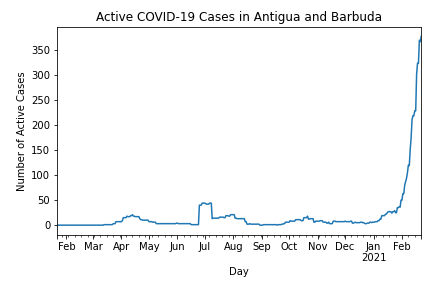 Active COVID-19 Cases in Antigua and Barbuda
Number of Active Cases
350
300
250
200
150
100
50
0
Feb Mar Apr May Jun Jul Aug Sep Oct Nov Dec Jan Feb
2021
Day